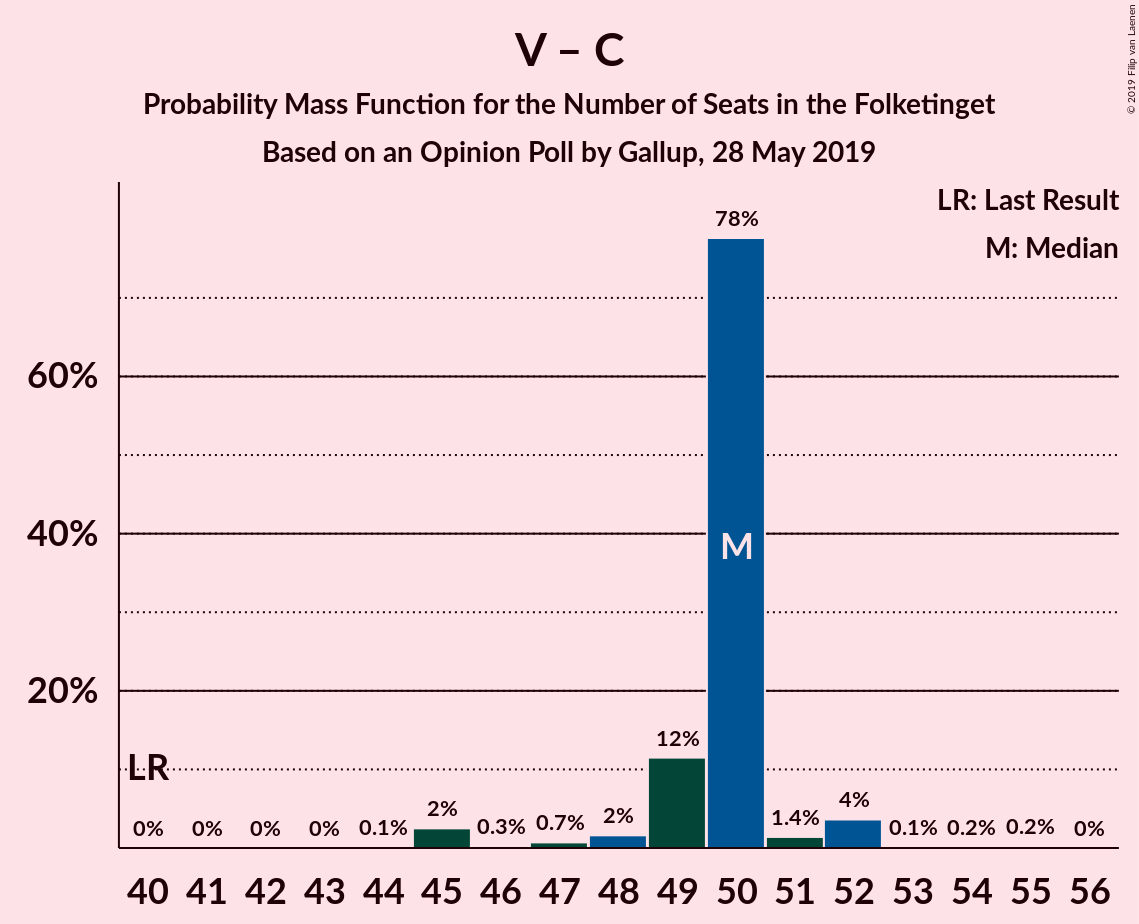 V – C
Probability Mass Function for the Number of Seats in the Folketinget
Based on an Opinion Poll by Gallup, 28 May 2019
© 2019 Filip van Laenen
LR: Last Result
M: Median
78%
60%
40%
M
20%
12%
LR
0% 0% 0% 0% 0.1% 2% 0.3% 0.7% 2% 1.4% 4% 0.1% 0.2% 0.2% 0%
40 41 42 43 44 45 46 47 48 49 50 51 52 53 54 55 56